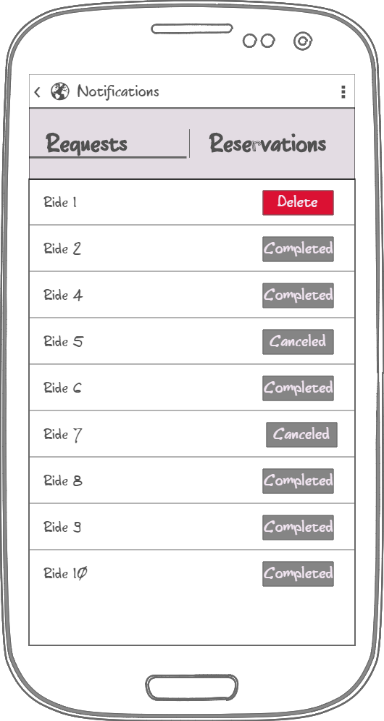 Notifications
Requests Reservations
Ride 1 Delete
Ride 2 Completed
Ride 4 Completed
Ride 5 Canceled
Ride 6 Completed
Ride 7 Canceled
Ride 8 Completed
Ride 9 Completed
Ride 10 Completed